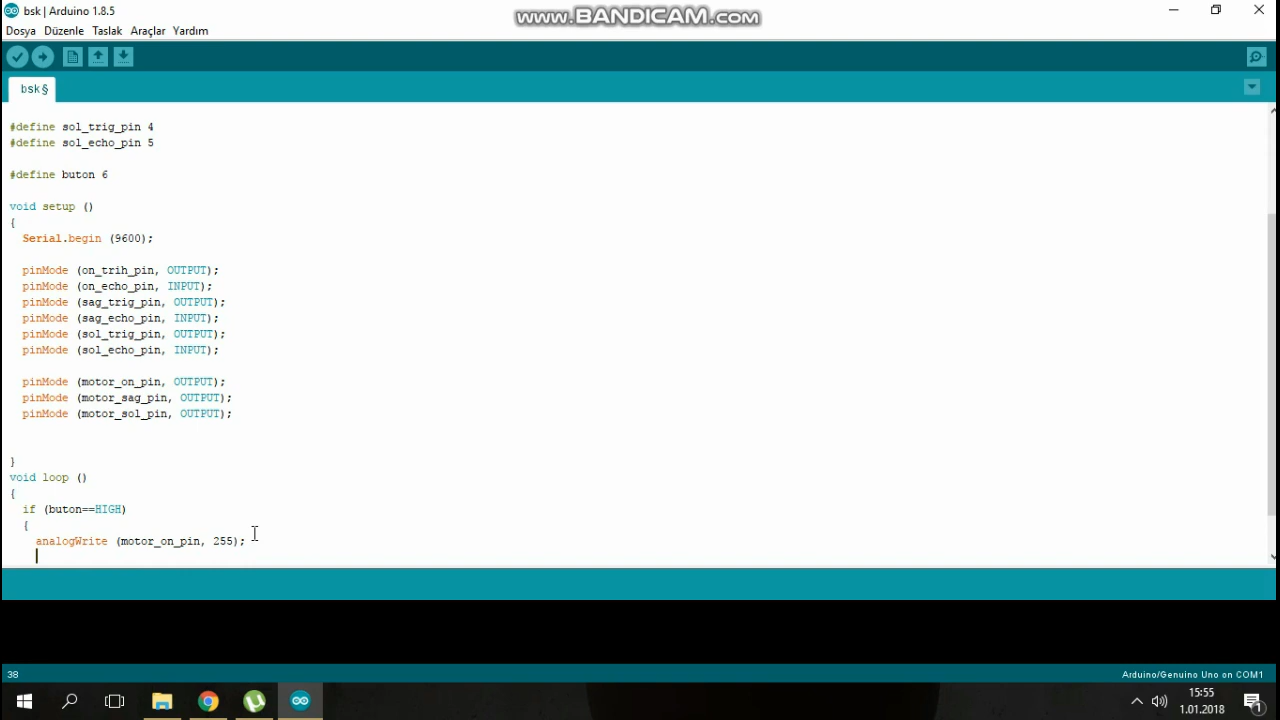 bsk | Arduino 1.8.5
www.BANDICAM.com
Dosya Düzenle Taslak Araçlar Yardım
bsk §
#define sol_trig_pin 4
#define sol_echo_pin 5
#define buton 6
void setup ()
{
Serial.begin (9600);
pinMode (on_trih_pin, OUTPUT);
pinMode (on_echo_pin, INPUT);
pinMode (sag_trig_pin, OUTPUT);
pinMode (sag_echo_pin, INPUT);
pinMode (sol_trig_pin, OUTPUT);
pinMode (sol_echo_pin, INPUT);
pinMode (motor_on_pin, OUTPUT);
pinMode (motor_sag_pin, OUTPUT);
pinMode (motor_sol_pin, OUTPUT);
}
void loop ()
{
if (buton==HIGH)
{
analogWrite (motor_on_pin, 255);
38
Arduino/Genuino Uno on COM1
15:55
1.01.2018
1